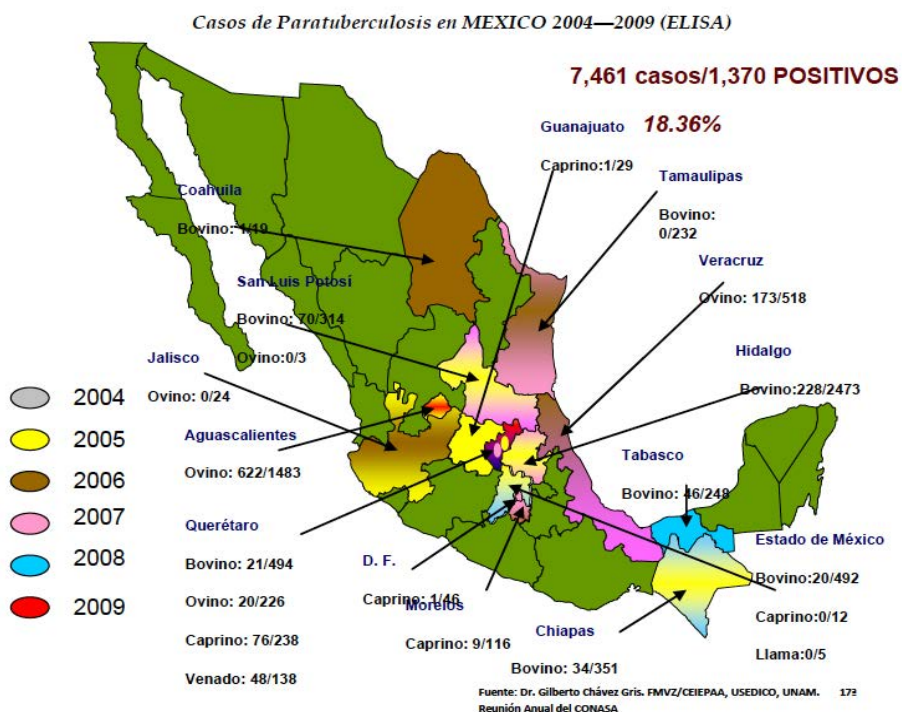 Casos de Paratuberculosis en MEXICO 2004—2009 (ELISA)
7,461 casos/1,370 POSITIVOS
18.36%
Guanajuato
Caprino:1/29
Tamaulipas
Bovino:
0/232
Veracruz
Ovino: 173/518
Hidalgo
Bovino:228/2473
Coahuila
Bovino: 1/19
San Luis Potosí
Bovino: 70/314
Ovino:0/3
Jalisco
Ovino: 0/24
Aguascalientes
Ovino: 622/1483
Querétaro
Bovino: 21/494
Ovino: 20/226
Caprino: 76/238
Venado: 48/138
2004
2005
2006
2007
2008
2009
D. F.
Caprino: 1/46
Morelos
Caprino: 9/116
Chiapas
Bovino: 34/351
Tabasco
Bovino: 46/248
Estado de México
Bovino:20/492
Caprino:0/12
Llama:0/5
Fuente: Dr. Gilberto Chávez Gris. FMVZ/CEIEPAA, USEDICO, UNAM. 17ª
Reunión Anual del CONASA